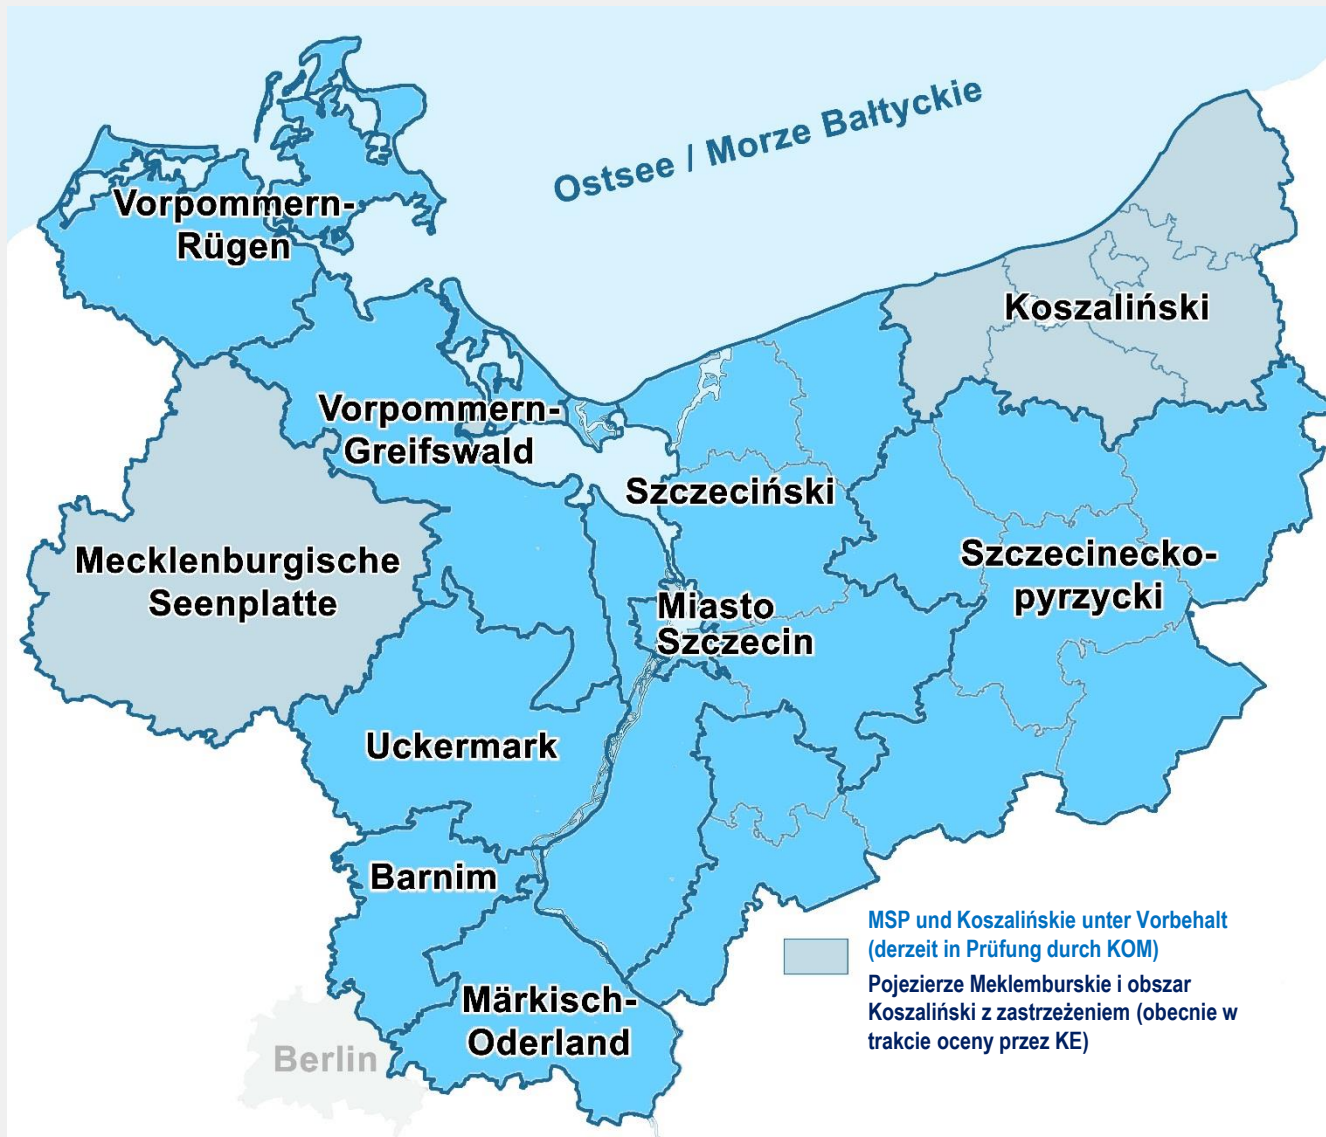 Ostsee / Morze Bałtyckie
Vorpommern-
Rügen
Koszaliński
Vorpommern-
Greifswald
Szczeciński
Mecklenburgische
Seenplatte
Szczecinecko-
pyrzycki
Miasto
Szczecin
Uckermark
Barnim
Märkisch-
Oderland
Berlin
MSP und Koszalińskie unter Vorbehalt
(derzeit in Prüfung durch KOM)
Pojezierze Meklemburskie i obszar
Koszaliński z zastrzeżeniem (obecnie w
trakcie oceny przez KE)